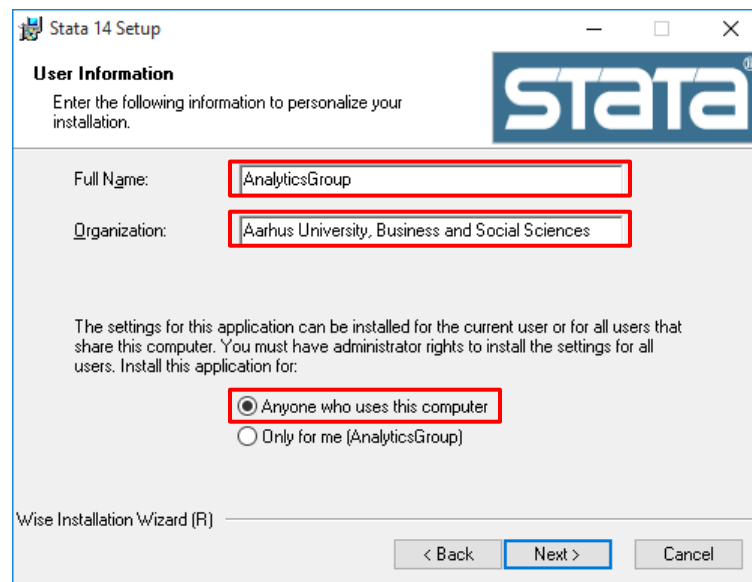 Stata 14 Setup
User Information
Enter the following information to personalize your
installation.
STATA®
Full Name:
AnalyticsGroup
Organization:
Aarhus University, Business and Social Sciences
The settings for this application can be installed for the current user or for all users that
share this computer. You must have administrator rights to install the settings for all
users. Install this application for:
Anyone who uses this computer
Only for me (AnalyticsGroup)
Wise Installation Wizard (R)
< Back
Next >
Cancel